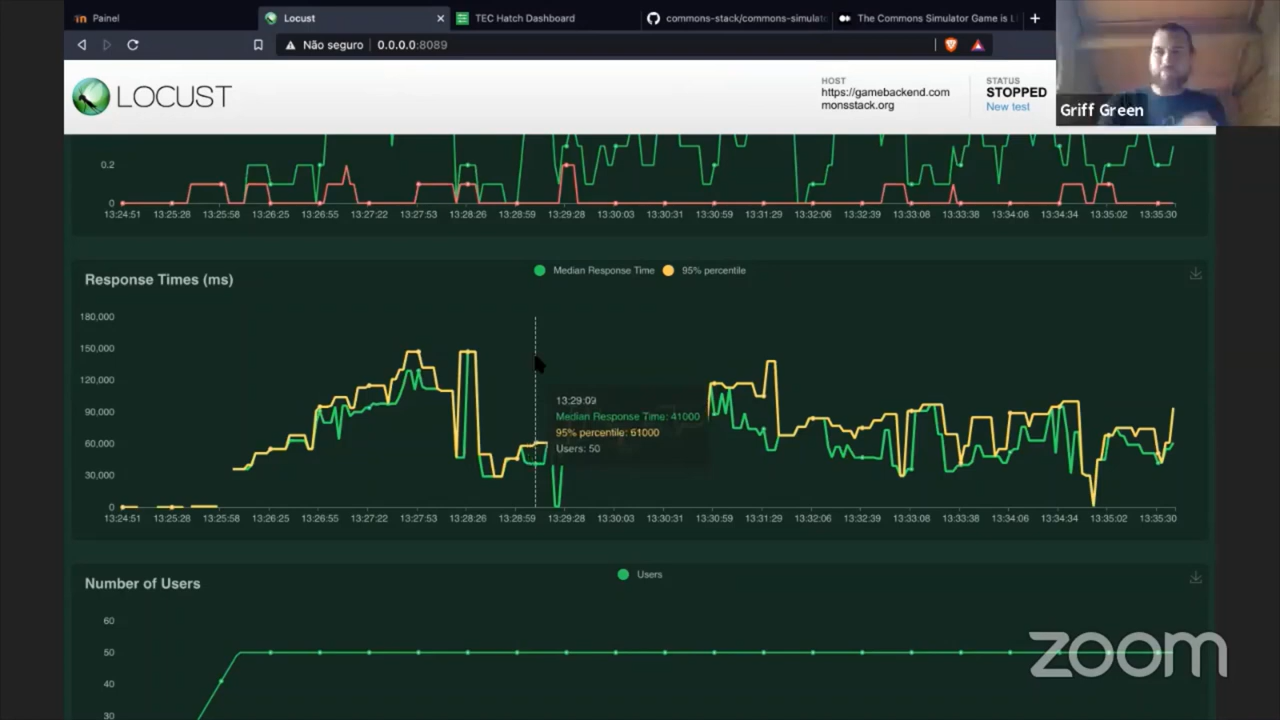 Painel
Locust
TEC Hatch Dashboard
commons-stack/commons-simulat
The Commons Simulator Game is L
Não seguro
0.0.0.0:8089
LOCUST
HOST
https://gamebackend.com
monsstack.org
STATUS
STOPPED
New test
Griff Green
0.2
0
13:24:51 13:25:28 13:25:58 13:26:25 13:26:55 13:27:22 13:27:53 13:28:26 13:28:59 13:29:28 13:30:03 13:30:31 13:30:59 13:31:29 13:32:06 13:32:39 13:33:08 13:33:38 13:34:06 13:34:34 13:35:02 13:35:30
Response Times (ms)
Median Response Time
95% percentile
180,000
150,000
120,000
90,000
60,000
30,000
0
13:29:09
Median Response Time: 41000
95% percentile: 61000
Users: 50
13:24:51 13:25:28 13:25:58 13:26:25 13:26:55 13:27:22 13:27:53 13:28:26 13:28:59 13:29:28 13:30:03 13:30:31 13:30:59 13:31:29 13:32:06 13:32:39 13:33:08 13:33:38 13:34:06 13:34:34 13:35:02 13:35:30
Number of Users
Users
60
50
40
30
zoom